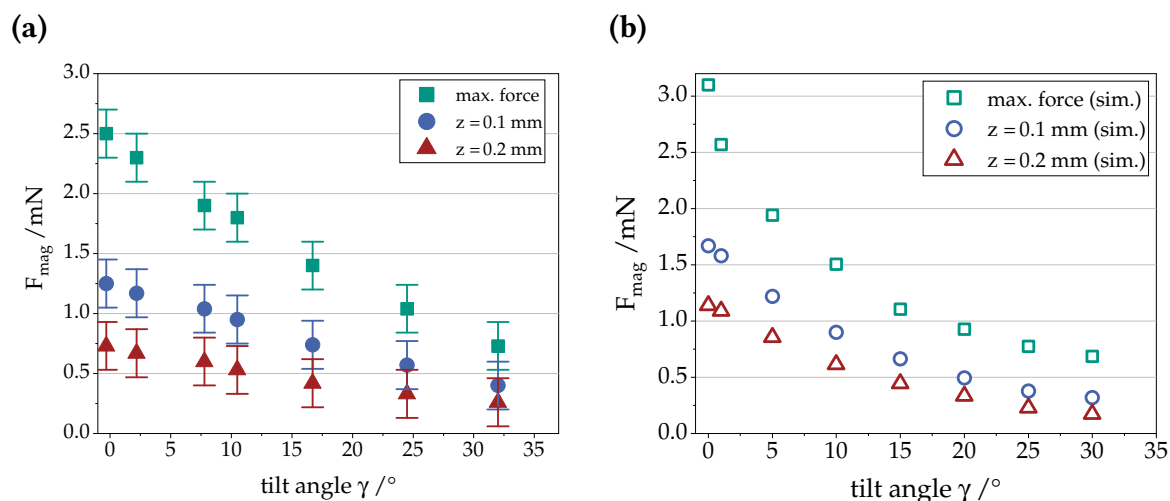 (a)
3.0
2.5
2.0
1.5
1.0
0.5
0.0
F_mag /mN
max. force
z = 0.1 mm
z = 0.2 mm
0 5 10 15 20 25 30 35
tilt angle γ /°
(b)
3.0
2.5
2.0
1.5
1.0
0.5
0.0
F_mag /mN
max. force (sim.)
z = 0.1 mm (sim.)
z = 0.2 mm (sim.)
0 5 10 15 20 25 30 35
tilt angle γ /°